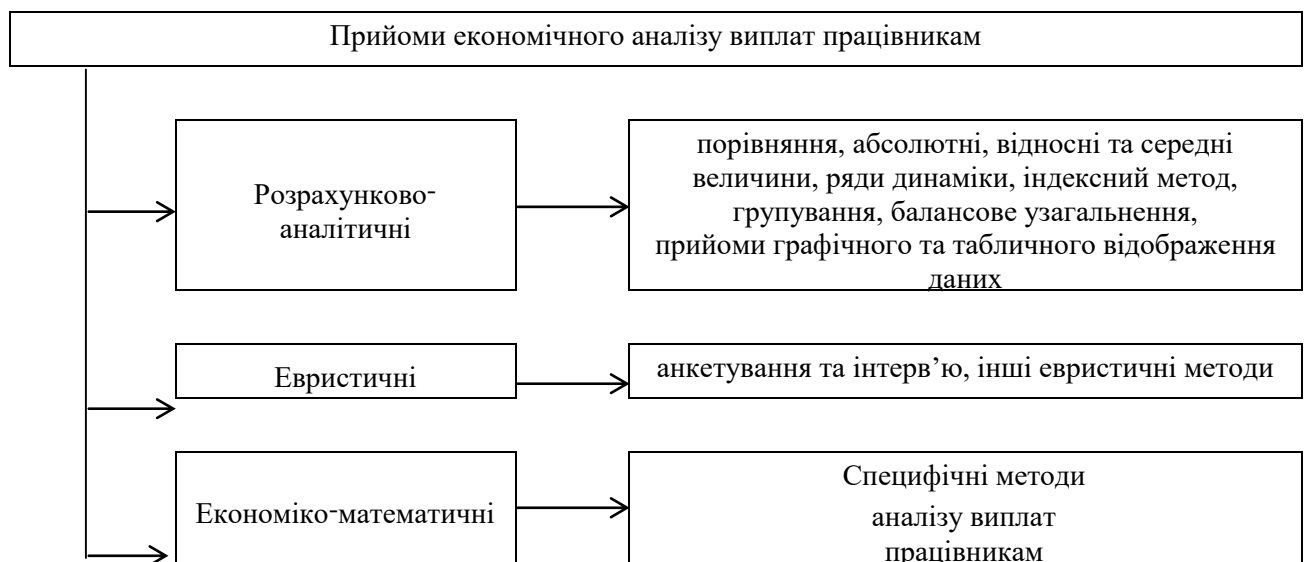 Прийоми економічного аналізу виплат працівникам
Розрахунково-
аналітичні
порівняння, абсолютні, відносні та середні
величини, ряди динаміки, індексний метод,
групування, балансове узагальнення,
прийоми графічного та табличного відображення
даних
Евристичні
анкетування та інтерв’ю, інші евристичні методи
Економіко-математичні
Специфічні методи
аналізу виплат
працівникам